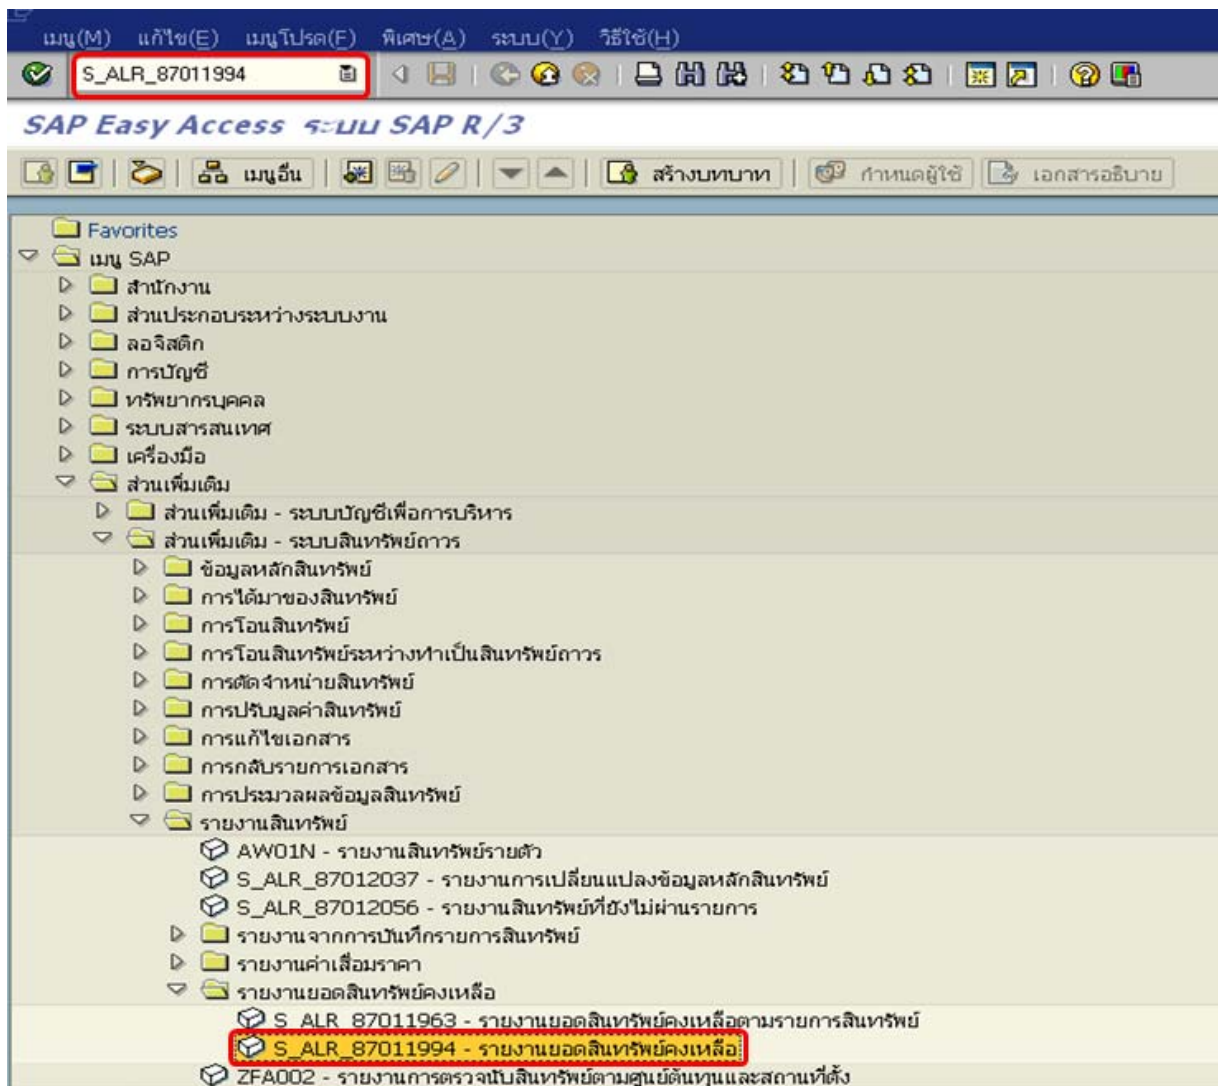 เมนู(M) แก้ไข(E) เมนูโปรด(F) พิเศษ(A) ระบบ(Y) วิธีใช้(H)
S_ALR_87011994
SAP Easy Access ระบบ SAP R/3
เมนูอื่น สร้างบทบาท กำหนดผู้ใช้ เอกสารอธิบาย
Favorites
เมนู SAP
สำนักงาน
ส่วนประกอบระหว่างระบบงาน
ลอจิสติก
การบัญชี
ทรัพยากรบุคคล
ระบบสารสนเทศ
เครื่องมือ
ส่วนเพิ่มเติม
ส่วนเพิ่มเติม - ระบบบัญชีเพื่อการบริหาร
ส่วนเพิ่มเติม - ระบบสินทรัพย์ถาวร
ข้อมูลหลักสินทรัพย์
การได้มาของสินทรัพย์
การโอนสินทรัพย์
การโอนสินทรัพย์ระหว่างทำเป็นสินทรัพย์ถาวร
การตัดจำหน่ายสินทรัพย์
การปรับมูลค่าสินทรัพย์
การแก้ไขเอกสาร
การกลับรายการเอกสาร
การประมวลผลข้อมูลสินทรัพย์
รายงานสินทรัพย์
AW01N - รายงานสินทรัพย์รายตัว
S_ALR_87012037 - รายงานการเปลี่ยนแปลงข้อมูลหลักสินทรัพย์
S_ALR_87012056 - รายงานสินทรัพย์ที่ยังไม่ผ่านรายการ
รายงานจากการบันทึกรายการสินทรัพย์
รายงานค่าเสื่อมราคา
รายงานยอดสินทรัพย์คงเหลือ
S_ALR_87011963 - รายงานยอดสินทรัพย์คงเหลือตามรายการสินทรัพย์
S_ALR_87011994 - รายงานยอดสินทรัพย์คงเหลือ
ZFA002 - รายงานการตรวจนับสินทรัพย์ตามศูนย์ต้นทุนและสถานที่ตั้ง